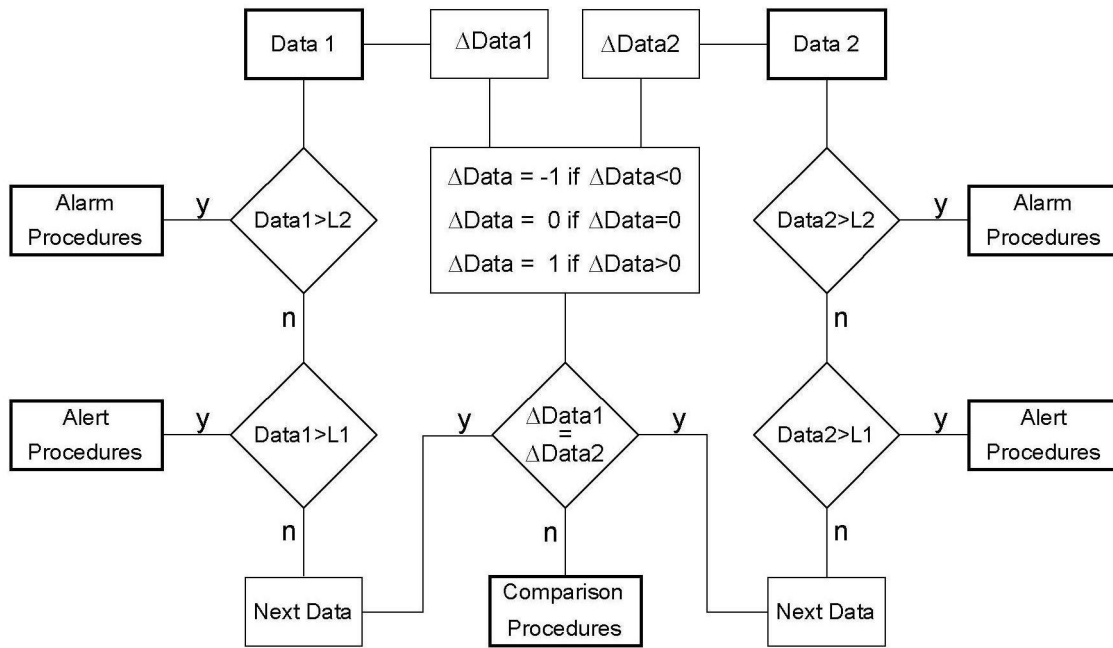 Data 1
ΔData1
ΔData2
Data 2
ΔData = -1 if ΔData<0
ΔData = 0 if ΔData=0
ΔData = 1 if ΔData>0
Alarm
Procedures
y
Data1>L2
n
Data2>L2
y
Alarm
Procedures
n
Alert
Procedures
y
Data1>L1
n
y
ΔData1
=
ΔData2
y
n
Data2>L1
y
Alert
Procedures
n
Next Data
Comparison
Procedures
Next Data